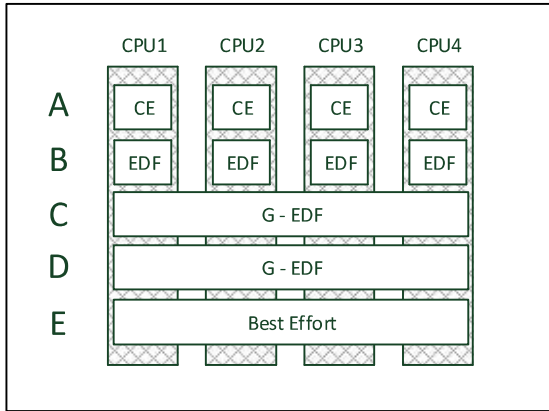 CPU1 CPU2 CPU3 CPU4
A CE CE CE CE
B EDF EDF EDF EDF
C G - EDF
D G - EDF
E Best Effort